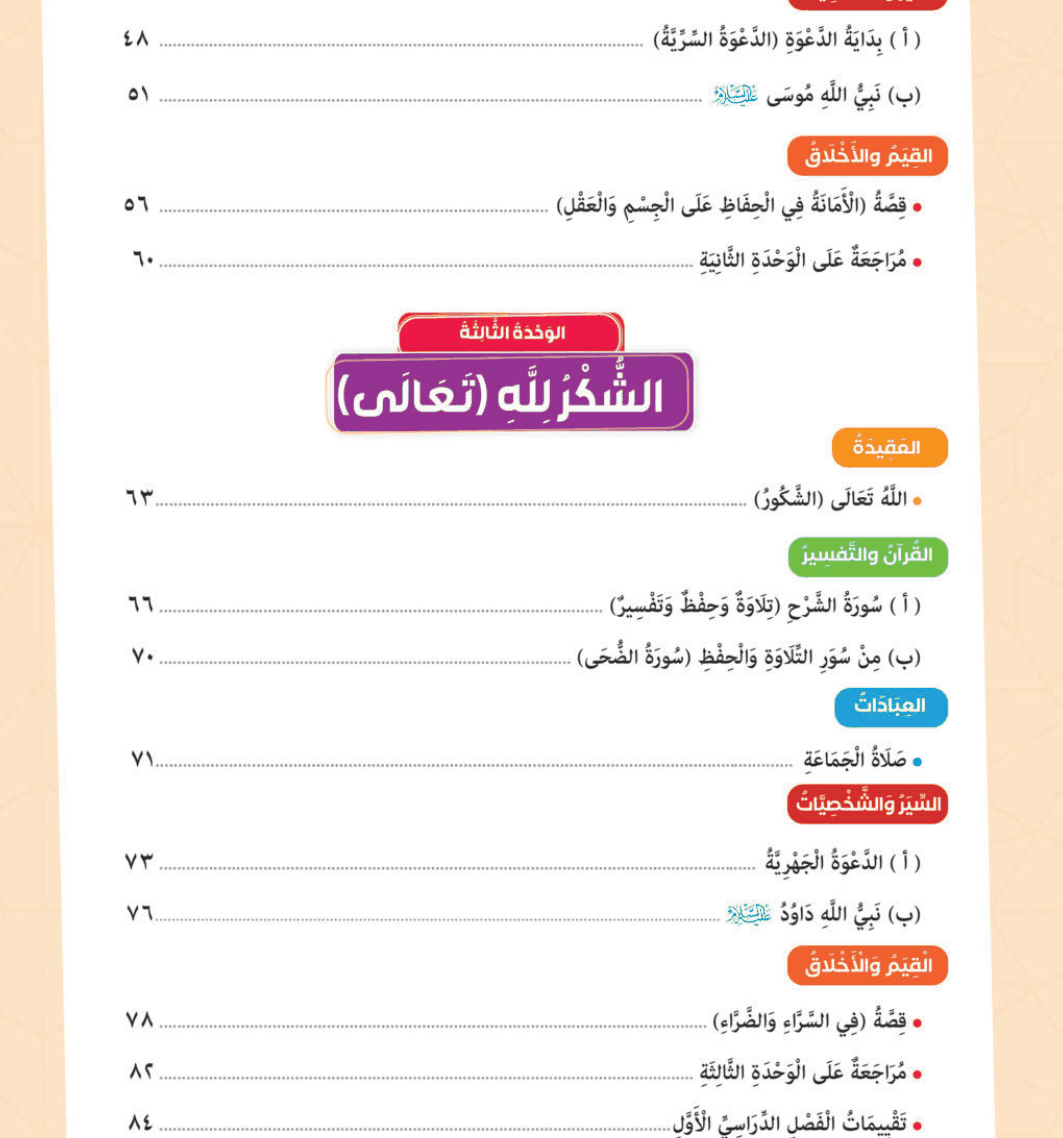 ( أ ) بِدَايَةُ الدَّعْوَةِ (الدَّعْوَةُ السِّرِّيَّةُ) ٤٨
(ب) نَبِيُّ اللَّهِ مُوسَى عَلَيْهِ السَّلَامُ ٥١
القِيَمُ والأَخْلَاقُ
• قِصَّةُ (الْأَمَانَةُ فِي الْحِفَاظِ عَلَى الْجِسْمِ وَالْعَقْلِ) ٥٦
• مُرَاجَعَةٌ عَلَى الْوَحْدَةِ الثَّانِيَةِ ٦٠
الوَحْدَةُ الثَّالِثَةُ
الشُّكْرُ لِلَّهِ (تَعَالَى)
العَقِيدَةُ
• اللَّهُ تَعَالَى (الشَّكُورُ) ٦٣
القُرآنُ والتَّفسِيرُ
( أ ) سُورَةُ الشَّرْحِ (تِلَاوَةٌ وَحِفْظٌ وَتَفْسِيرٌ) ٦٦
(ب) مِنْ سُوَرِ التِّلَاوَةِ وَالْحِفْظِ (سُورَةُ الضُّحَى) ٧٠
العِبَادَاتُ
• صَلَاةُ الْجَمَاعَةِ ٧١
السِّيَرُ وَالشَّخْصِيَّاتُ
( أ ) الدَّعْوَةُ الْجَهْرِيَّةُ ٧٣
(ب) نَبِيُّ اللَّهِ دَاوُدُ عَلَيْهِ السَّلَامُ ٧٦
الْقِيَمُ وَالْأَخْلَاقُ
• قِصَّةُ (فِي السَّرَّاءِ وَالضَّرَّاءِ) ٧٨
• مُرَاجَعَةٌ عَلَى الْوَحْدَةِ الثَّالِثَةِ ٨٢
• تَقْيِيمَاتُ الْفَصْلِ الدِّرَاسِيِّ الْأَوَّلِ ٨٤